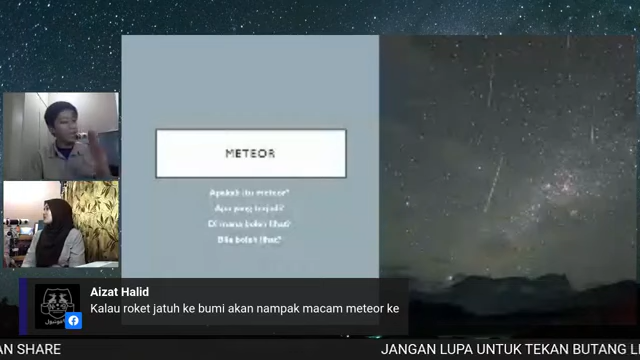 METEOR
Apakah itu meteor?
Apa yang terjadi?
Di mana boleh lihat?
Bila boleh lihat?
Aizat Halid
Kalau roket jatuh ke bumi akan nampak macam meteor ke
AN SHARE
JANGAN LUPA UNTUK TEKAN BUTANG